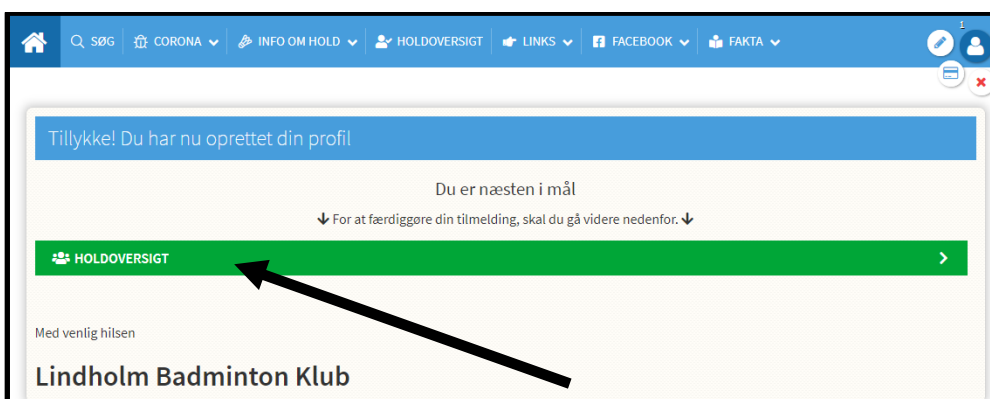 SØG CORONA INFO OM HOLD HOLDOVERSIGT LINKS FACEBOOK FAKTA 1
Tillykke! Du har nu oprettet din profil
Du er næsten i mål
For at færdiggøre din tilmelding, skal du gå videre nedenfor.
HOLDOVERSIGT
Med venlig hilsen
Lindholm Badminton Klub